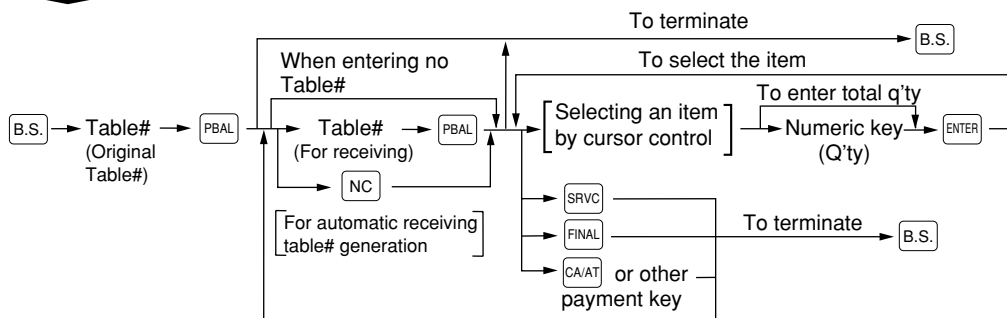 To terminate
B.S.
When entering no
Table#
To select the item
To enter total q'ty
B.S.
Table#
(Original
Table#)
PBAL
Table#
(For receiving)
PBAL
Selecting an item
by cursor control
Numeric key
(Q'ty)
ENTER
NC
For automatic receiving
table# generation
SRVC
FINAL
To terminate
B.S.
CA/AT or other
payment key